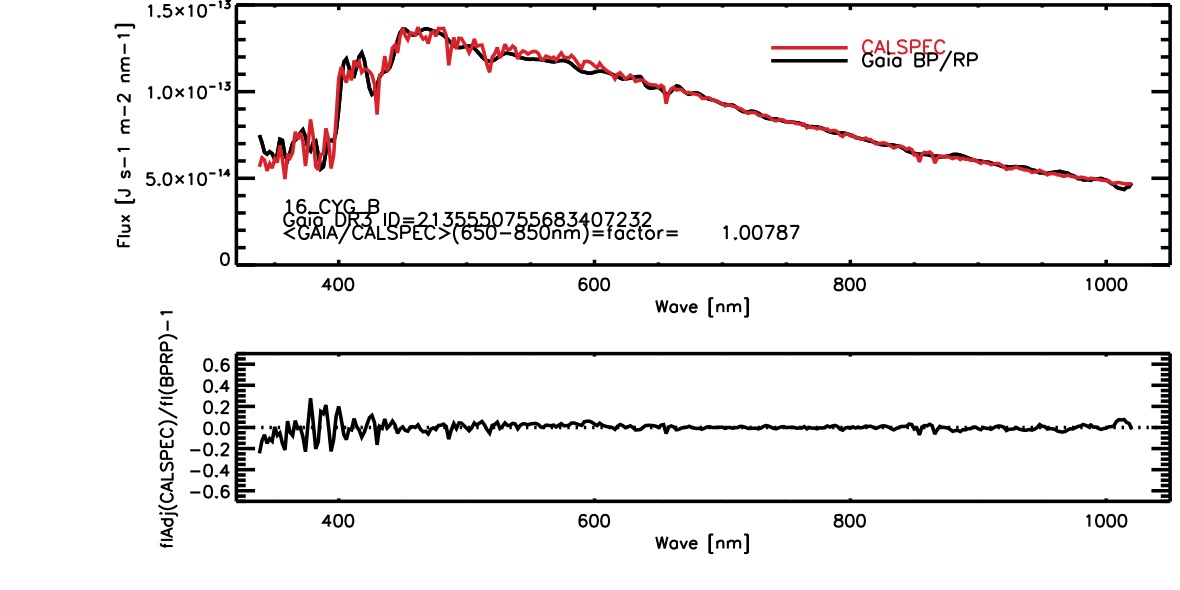 1.5×10−13
1.0×10−13
5.0×10−14
0
Flux [J s−1 m−2 nm−1]
CALSPEC
Gaia BP/RP
16_CYG_B
Gaia DR3 ID=2135550755683407232
<GAIA/CALSPEC>(650−850nm)=factor= 1.00787
400 600 800 1000
Wave [nm]
flAdj(CALSPEC)/fl(BPRP)−1
0.6
0.4
0.2
0.0
−0.2
−0.4
−0.6
400 600 800 1000
Wave [nm]